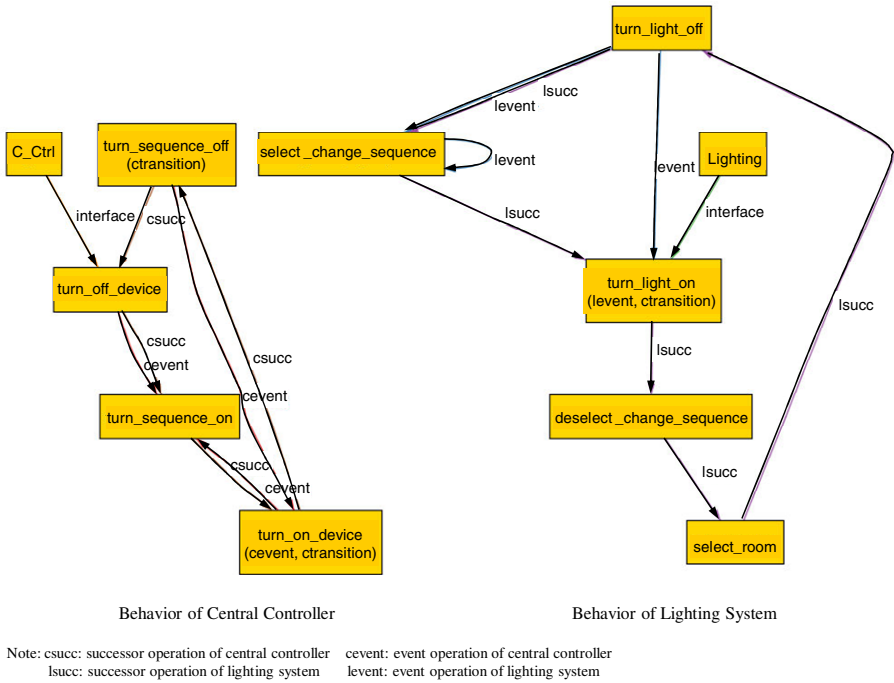 turn_light_off
lsucc
levent
C_Ctrl
turn_sequence_off
(ctransition)
select _change_sequence
levent
levent
Lighting
interface
csucc
lsucc
interface
turn_off_device
turn_light_on
(levent, ctransition)
lsucc
csucc
cevent
csucc
lsucc
cevent
turn_sequence_on
deselect _change_sequence
csucc
cevent
lsucc
turn_on_device
(cevent, ctransition)
select_room
Behavior of Central Controller
Behavior of Lighting System
Note: csucc: successor operation of central controller cevent: event operation of central controller
lsucc: successor operation of lighting system levent: event operation of lighting system